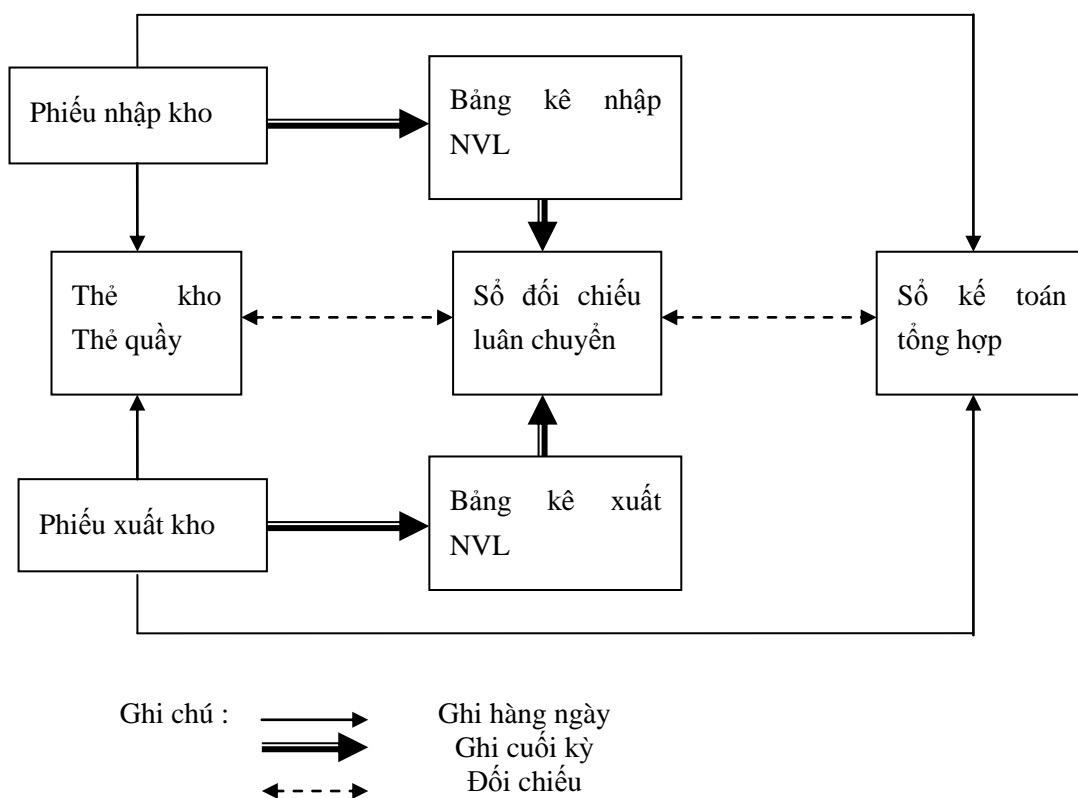 Phiếu nhập kho
Bảng kê nhập
NVL
Thẻ kho
Thẻ quầy
Sổ đối chiếu
luân chuyển
Sổ kế toán
tổng hợp
Phiếu xuất kho
Bảng kê xuất
NVL
Ghi chú :
Ghi hàng ngày
Ghi cuối kỳ
Đối chiếu